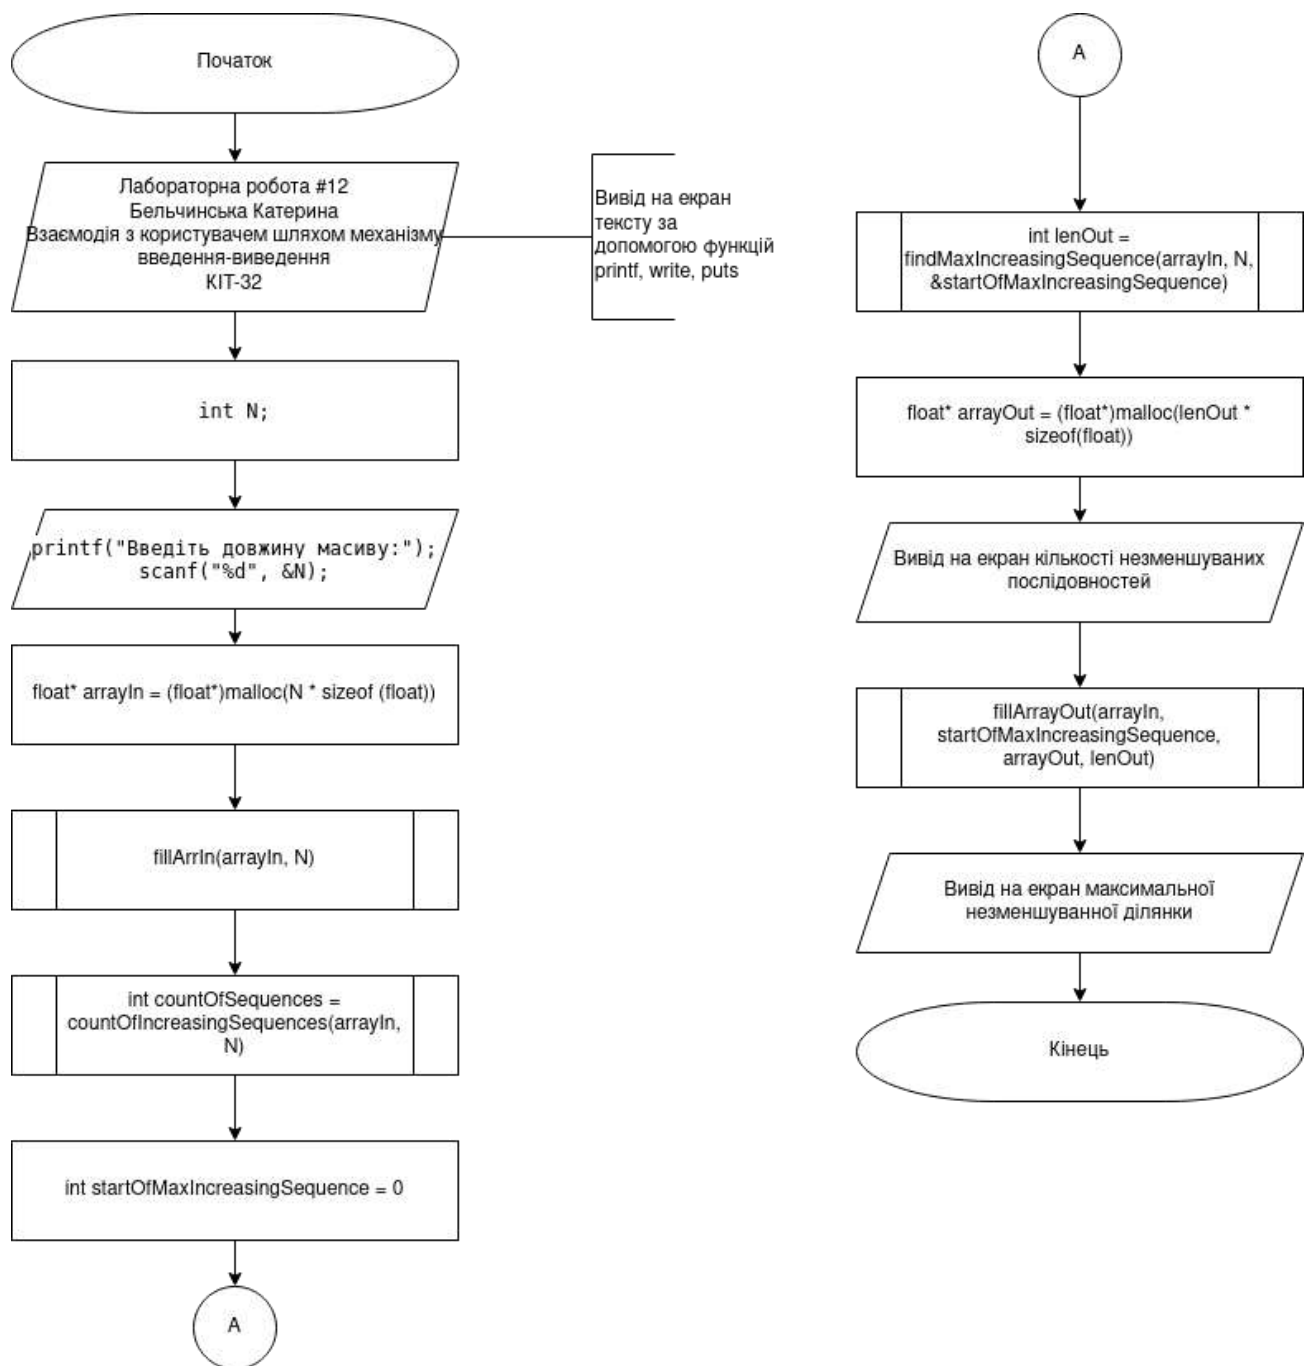 Початок
Лабораторна робота #12
Бельчинська Катерина
Взаємодія з користувачем шляхом механізму
введення-виведення
КІТ-32
Вивід на екран
тексту за
допомогою функцій
printf, write, puts
int N;
printf("Введіть довжину масиву:");
scanf("%d", &N);
float* arrayIn = (float*)malloc(N * sizeof (float))
fillArrIn(arrayIn, N)
int countOfSequences =
countOfIncreasingSequences(arrayIn,
N)
int startOfMaxIncreasingSequence = 0
A
A
int lenOut =
findMaxIncreasingSequence(arrayIn, N,
&startOfMaxIncreasingSequence)
float* arrayOut = (float*)malloc(lenOut *
sizeof(float))
Вивід на екран кількості незменшуваних
послідовностей
fillArrayOut(arrayIn,
startOfMaxIncreasingSequence,
arrayOut, lenOut)
Вивід на екран максимальної
незменшуванної ділянки
Кінець